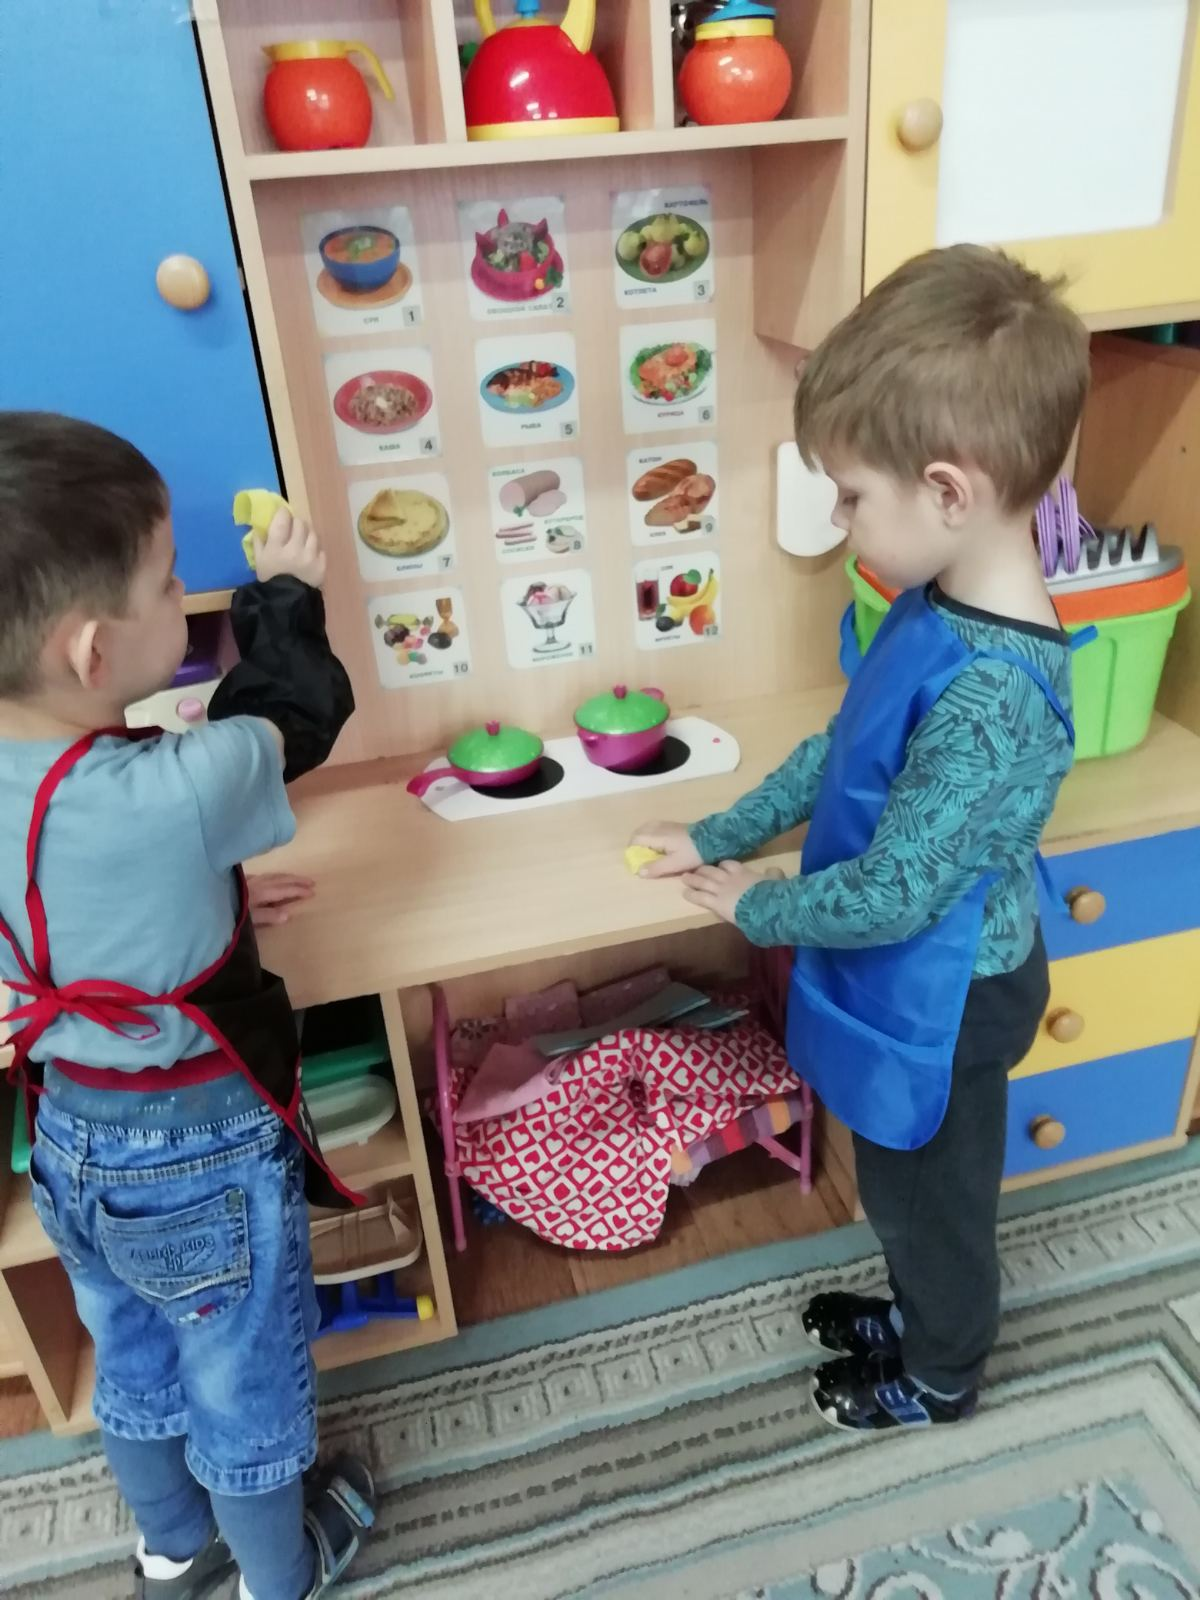 СУП
1
ОВОЩНОЙ САЛАТ
2
КАРТОФЕЛЬ
КОТЛЕТА
3
КАША
4
РЫБА
5
КУРИЦА
6
БЛИНЫ
7
КОЛБАСА
БУТЕРБРОД
СОСИСКИ
8
БАТОН
ХЛЕБ
9
КОНФЕТЫ
10
МОРОЖЕНОЕ
11
СОК
ФРУКТЫ
12
KIDS